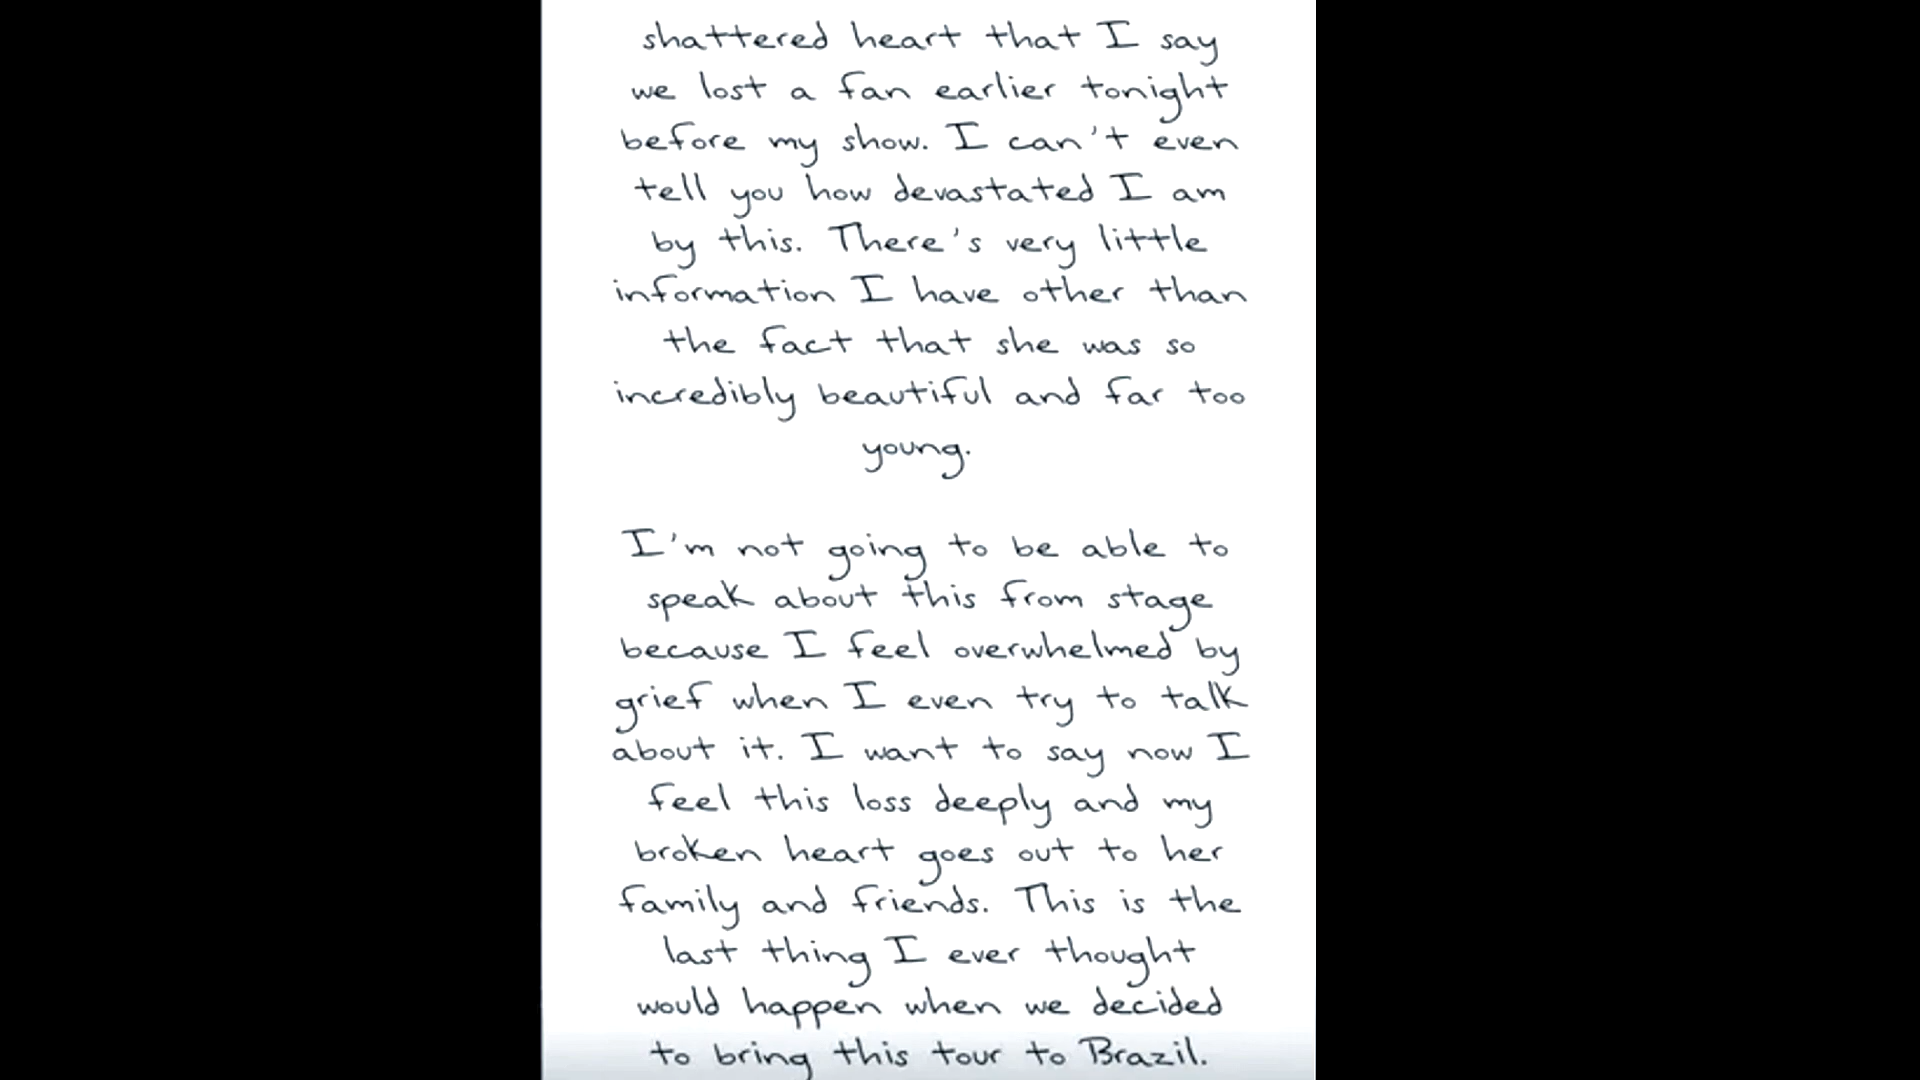 shattered heart that I say
we lost a fan earlier tonight
before my show. I can't even
tell you how devastated I am
by this. There's very little
information I have other than
the fact that she was so
incredibly beautiful and far too
young.
I'm not going to be able to
speak about this from stage
because I feel overwhelmed by
grief when I even try to talk
about it. I want to say now I
feel this loss deeply and my
broken heart goes out to her
family and friends. This is the
last thing I ever thought
would happen when we decided
to bring this tour to Brazil.